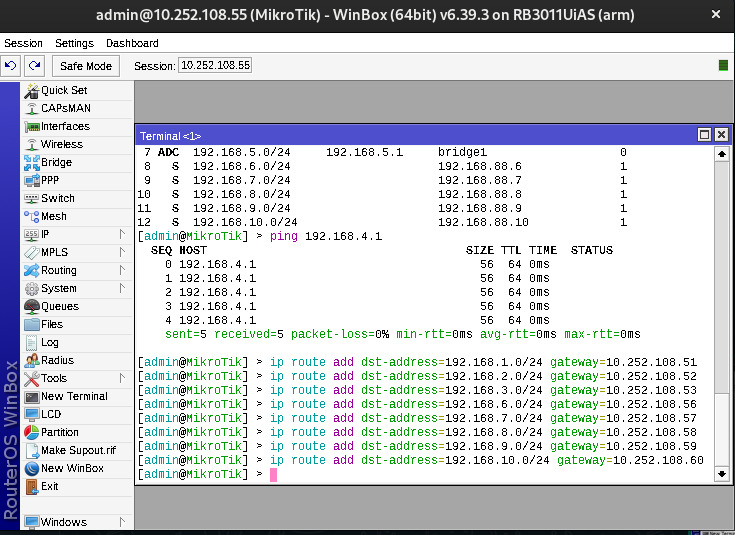 admin@10.252.108.55 (MikroTik) - WinBox (64bit) v6.39.3 on RB3011UiAS (arm)
Session Settings Dashboard
Safe Mode Session: 10.252.108.55
Quick Set
CAPsMAN
Interfaces
Wireless
Bridge
PPP
Switch
Mesh
IP
MPLS
Routing
System
Queues
Files
Log
Radius
Tools
New Terminal
LCD
Partition
Make Supout.rif
New WinBox
Exit
Windows
RouterOS WinBox
Terminal <1>
7 ADC 192.168.5.0/24 192.168.5.1 bridge1 0
8 S 192.168.6.0/24 192.168.88.6 1
9 S 192.168.7.0/24 192.168.88.7 1
10 S 192.168.8.0/24 192.168.88.8 1
11 S 192.168.9.0/24 192.168.88.9 1
12 S 192.168.10.0/24 192.168.88.10 1
[admin@MikroTik] > ping 192.168.4.1
SEQ HOST SIZE TTL TIME STATUS
0 192.168.4.1 56 64 0ms
1 192.168.4.1 56 64 0ms
2 192.168.4.1 56 64 0ms
3 192.168.4.1 56 64 0ms
4 192.168.4.1 56 64 0ms
sent=5 received=5 packet-loss=0% min-rtt=0ms avg-rtt=0ms max-rtt=0ms
[admin@MikroTik] > ip route add dst-address=192.168.1.0/24 gateway=10.252.108.51
[admin@MikroTik] > ip route add dst-address=192.168.2.0/24 gateway=10.252.108.52
[admin@MikroTik] > ip route add dst-address=192.168.3.0/24 gateway=10.252.108.53
[admin@MikroTik] > ip route add dst-address=192.168.6.0/24 gateway=10.252.108.56
[admin@MikroTik] > ip route add dst-address=192.168.7.0/24 gateway=10.252.108.57
[admin@MikroTik] > ip route add dst-address=192.168.8.0/24 gateway=10.252.108.58
[admin@MikroTik] > ip route add dst-address=192.168.9.0/24 gateway=10.252.108.59
[admin@MikroTik] > ip route add dst-address=192.168.10.0/24 gateway=10.252.108.60
[admin@MikroTik] >